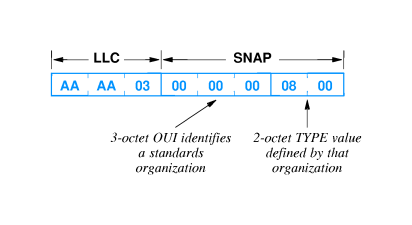 LLC SNAP
AA AA 03 00 00 00 08 00
3-octet OUI identifies
a standards
organization
2-octet TYPE value
defined by that
organization